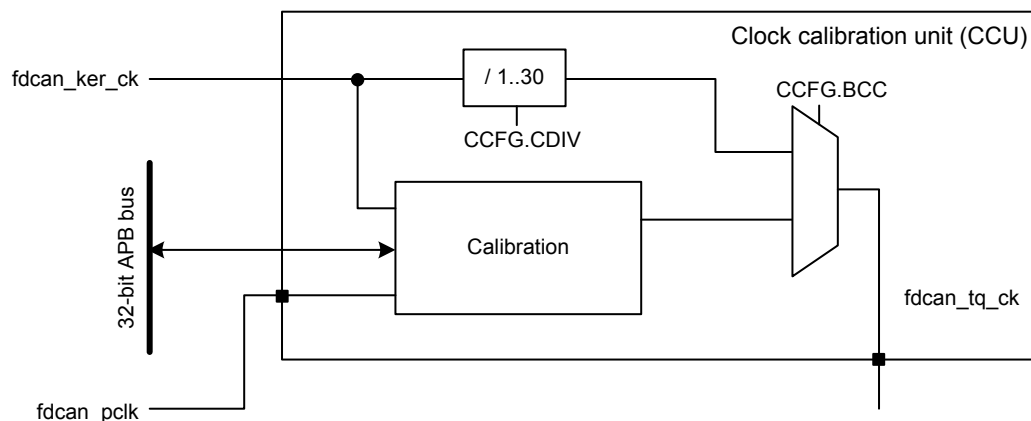 Clock calibration unit (CCU)
fdcan_ker_ck
/ 1..30
CCFG.BCC
CCFG.CDIV
32-bit APB bus
Calibration
fdcan_tq_ck
fdcan_pclk